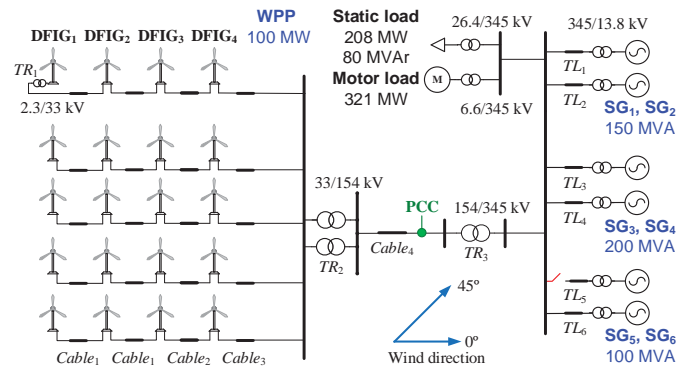 WPP
100 MW
DFIG₁ DFIG₂ DFIG₃ DFIG₄
TR₁
2.3/33 kV
Static load
208 MW
80 MVAr
Motor load
321 MW
M
26.4/345 kV
6.6/345 kV
345/13.8 kV
TL₁
TL₂
SG₁, SG₂
150 MVA
TL₃
TL₄
SG₃, SG₄
200 MVA
TL₅
TL₆
SG₅, SG₆
100 MVA
33/154 kV
TR₂
PCC
Cable₄
154/345 kV
TR₃
45º
0º
Wind direction
Cable₁ Cable₁ Cable₂ Cable₃